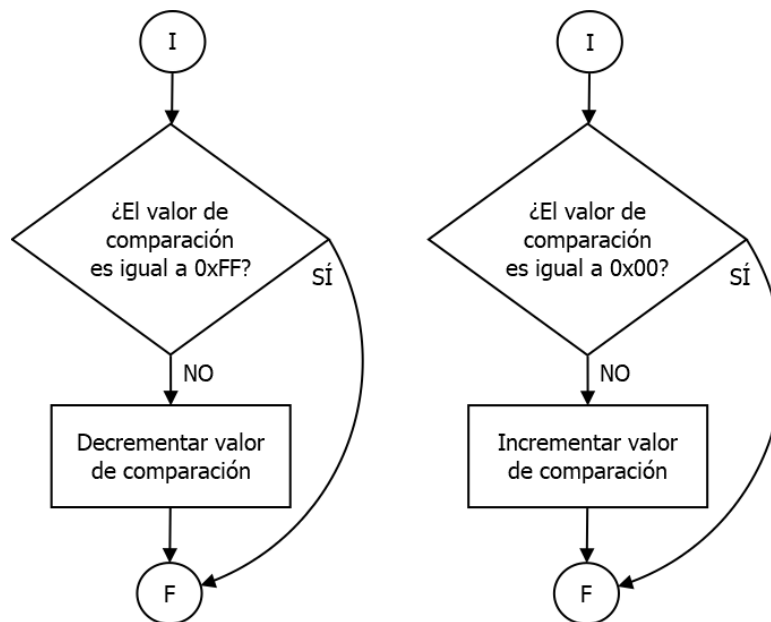 I
¿El valor de
comparación
es igual a 0xFF?
SÍ
NO
Decrementar valor
de comparación
F
I
¿El valor de
comparación
es igual a 0x00?
SÍ
NO
Incrementar valor
de comparación
F